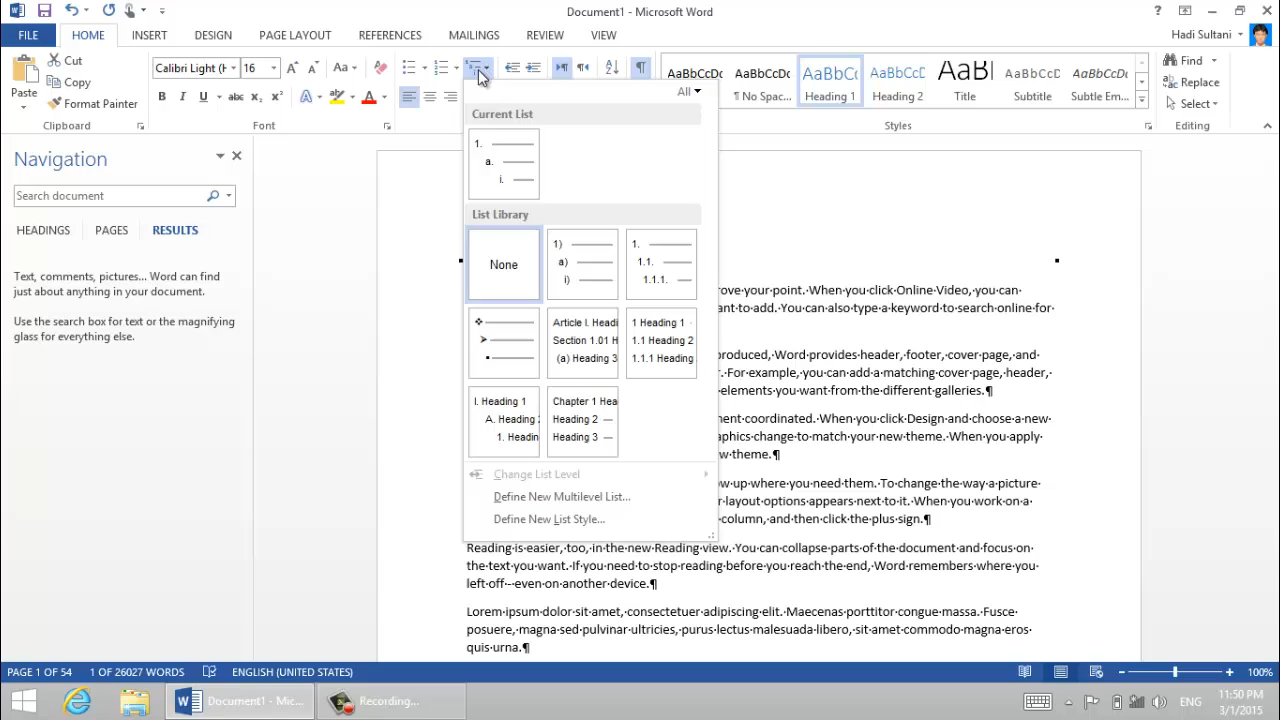 Document1 - Microsoft Word
?
FILE HOME INSERT DESIGN PAGE LAYOUT REFERENCES MAILINGS REVIEW VIEW
Hadi Sultani
Paste
Cut
Copy
Format Painter
Clipboard
Calibri Light (H
16
Font
All
AaBbCcDc
¶ No Spac...
AaBbC
Heading 1
AaBbCcC
Heading 2
AaB
Title
AaBbCcD
Subtitle
AaBbCcDc
Subtle Em...
Styles
Find
Replace
Select
Editing
Navigation
Search document
HEADINGS PAGES RESULTS
Text, comments, pictures... Word can find
just about anything in your document.
Use the search box for text or the magnifying
glass for everything else.
Current List
1.
a.
i.
List Library
None
1)
a)
i)
1.
1.1.
1.1.1.
Article I. Headi
Section 1.01 H
(a) Heading 3
1 Heading 1
1.1 Heading 2
1.1.1 Heading
I. Heading 1
A. Heading
1. Headin
Chapter 1 Hea
Heading 2
Heading 3
Change List Level
Define New Multilevel List...
Define New List Style...
rove your point. When you click Online Video, you can
nt to add. You can also type a keyword to search online for
roduced, Word provides header, footer, cover page, and
. For example, you can add a matching cover page, header,
elements you want from the different galleries.¶
ment coordinated. When you click Design and choose a new
phics change to match your new theme. When you apply
w theme.¶
ow up where you need them. To change the way a picture
r layout options appears next to it. When you work on a
column, and then click the plus sign.¶
Reading is easier, too, in the new Reading view. You can collapse parts of the document and focus on
the text you want. If you need to stop reading before you reach the end, Word remembers where you
left off -- even on another device.¶
Lorem ipsum dolor sit amet, consectetuer adipiscing elit. Maecenas porttitor congue massa. Fusce
posuere, magna sed pulvinar ultricies, purus lectus malesuada libero, sit amet commodo magna eros
quis urna.¶
PAGE 1 OF 54 1 OF 26027 WORDS ENGLISH (UNITED STATES) 100%
Document1 - Mic...
Recording...
ENG
11:50 PM
3/1/2015